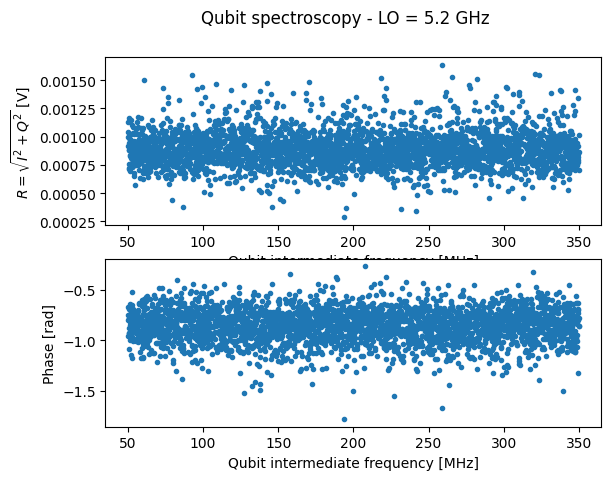 Qubit spectroscopy - LO = 5.2 GHz
R = √I² + Q² [V]
0.00150
0.00125
0.00100
0.00075
0.00050
0.00025
50 100 150 200 250 300 350
Qubit intermediate frequency [MHz]
Phase [rad]
−0.5
−1.0
−1.5
50 100 150 200 250 300 350
Qubit intermediate frequency [MHz]